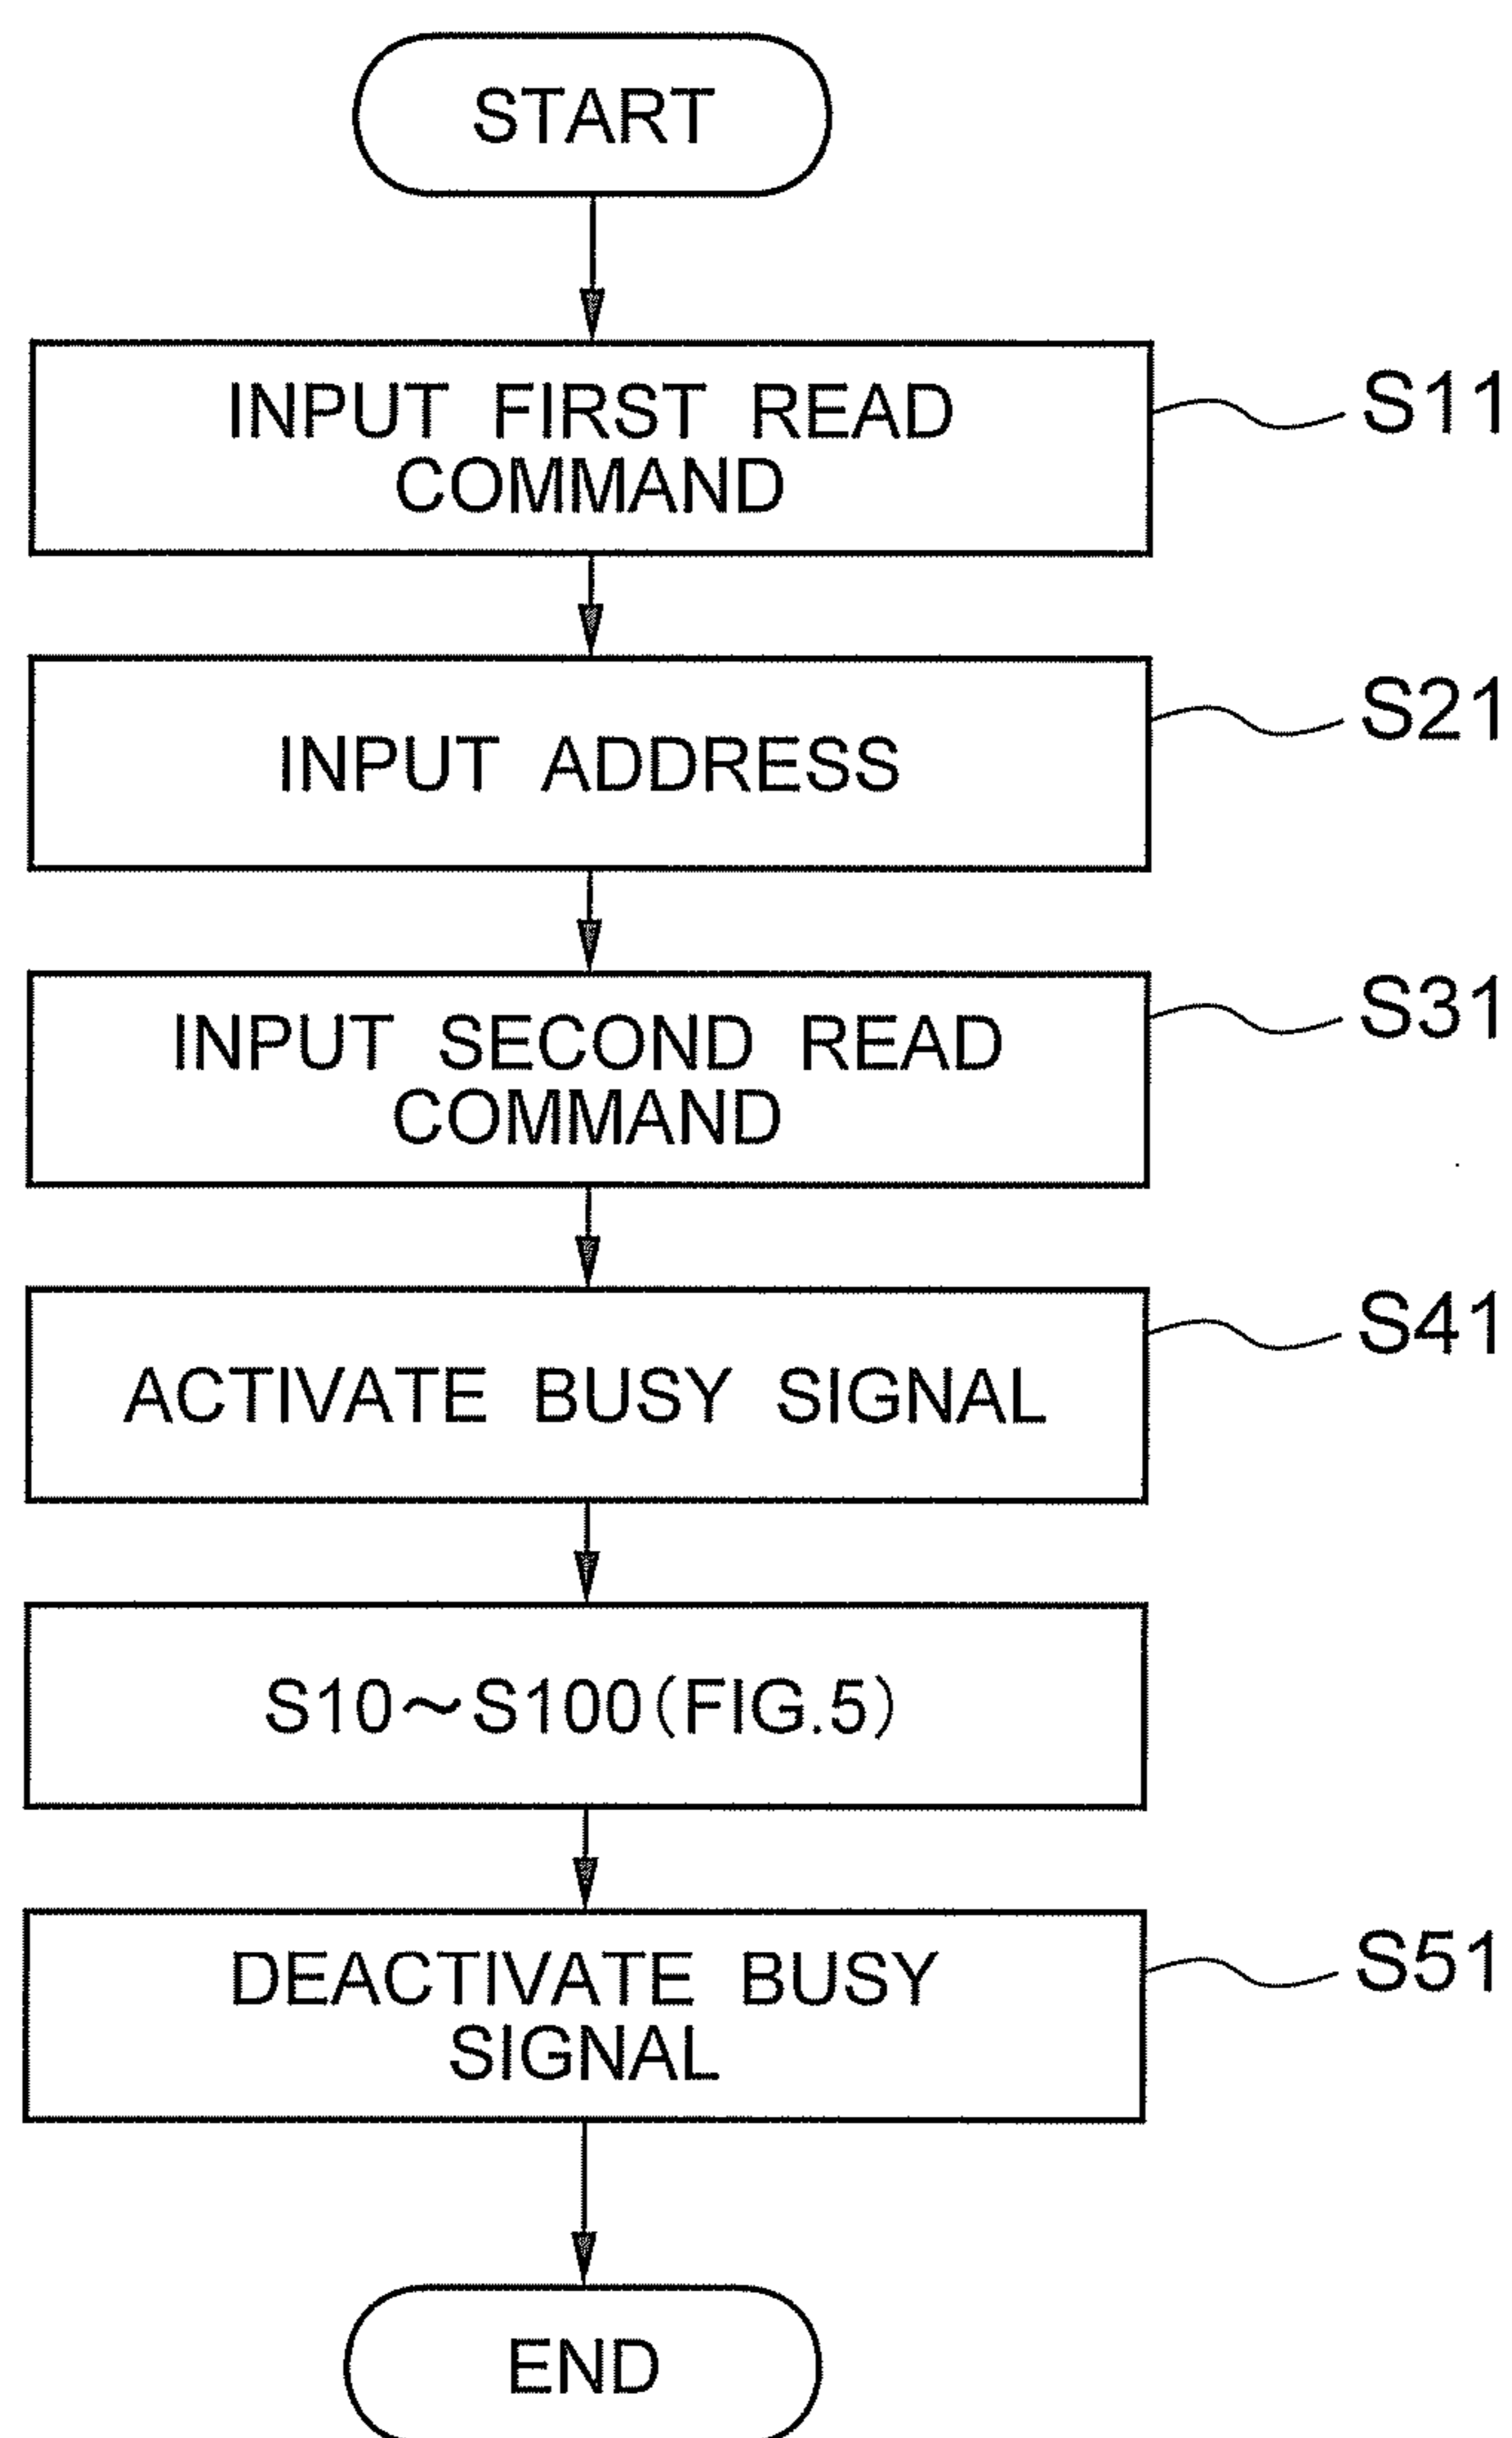 START
INPUT FIRST READ
COMMAND
S11
INPUT ADDRESS
S21
INPUT SECOND READ
COMMAND
S31
ACTIVATE BUSY SIGNAL
S41
S10~S100(FIG.5)
DEACTIVATE BUSY
SIGNAL
S51
END